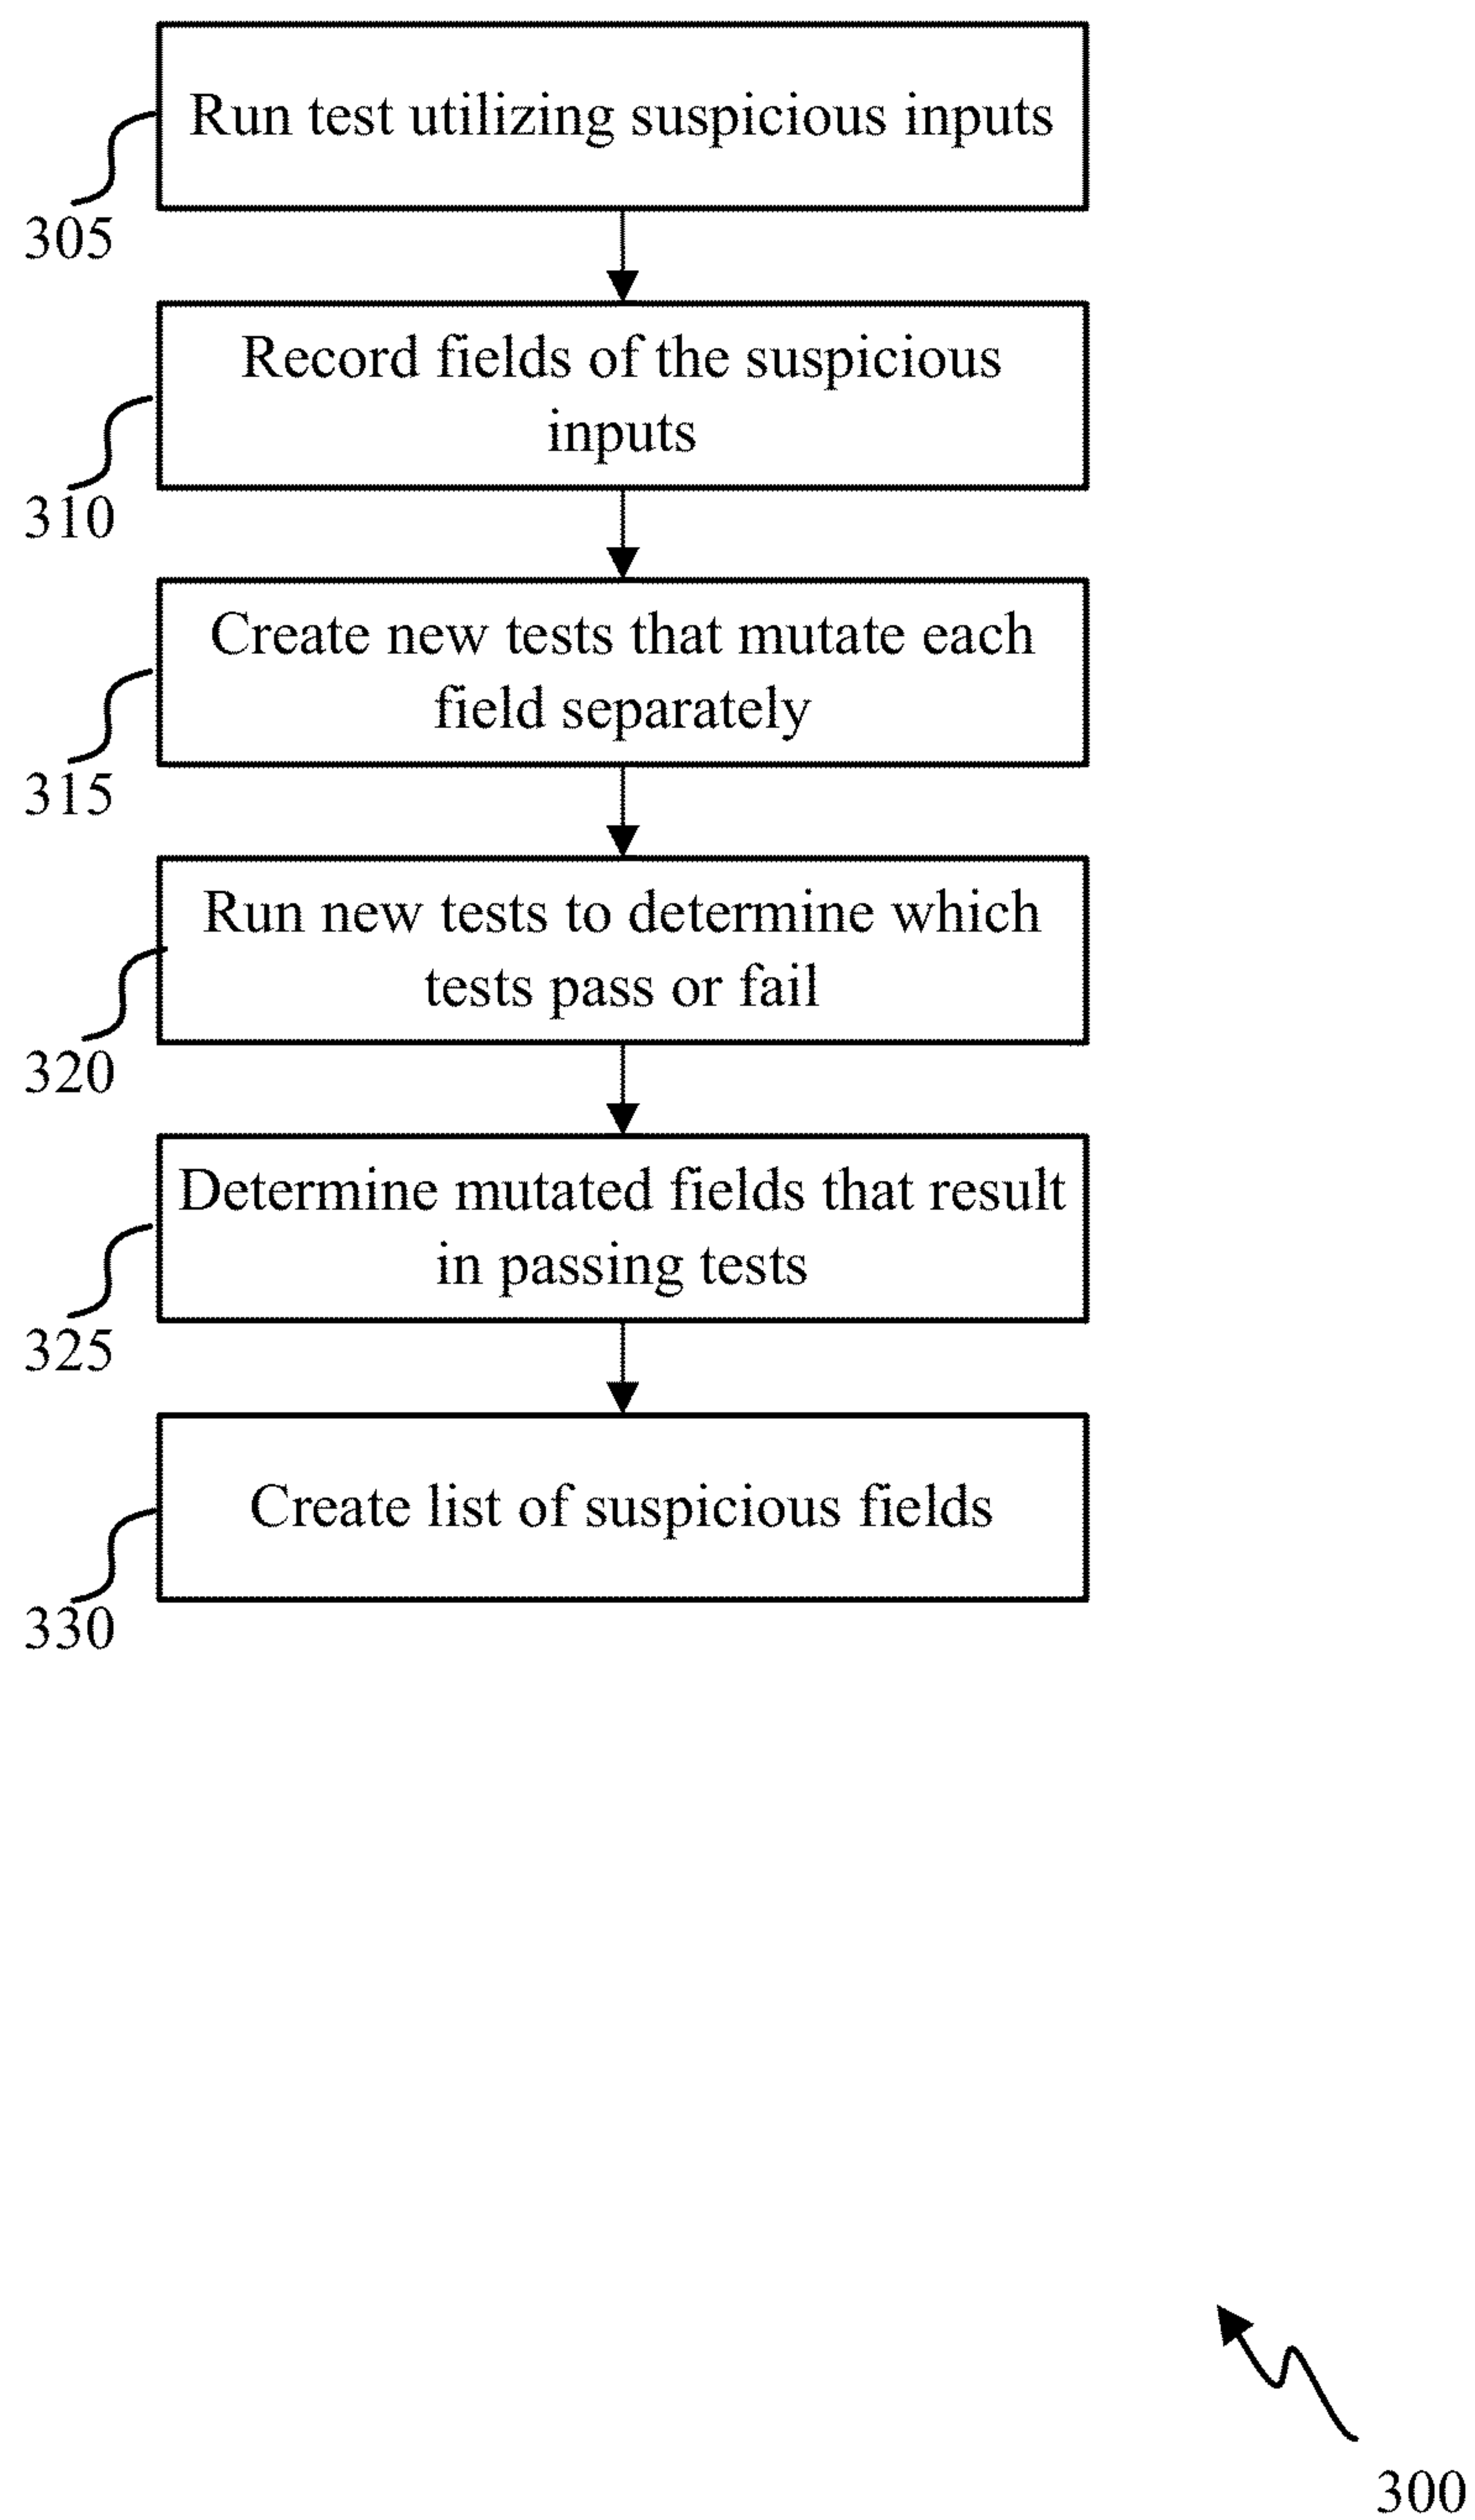 Run test utilizing suspicious inputs
305
Record fields of the suspicious
inputs
310
Create new tests that mutate each
field separately
315
Run new tests to determine which
tests pass or fail
320
Determine mutated fields that result
in passing tests
325
Create list of suspicious fields
330
300